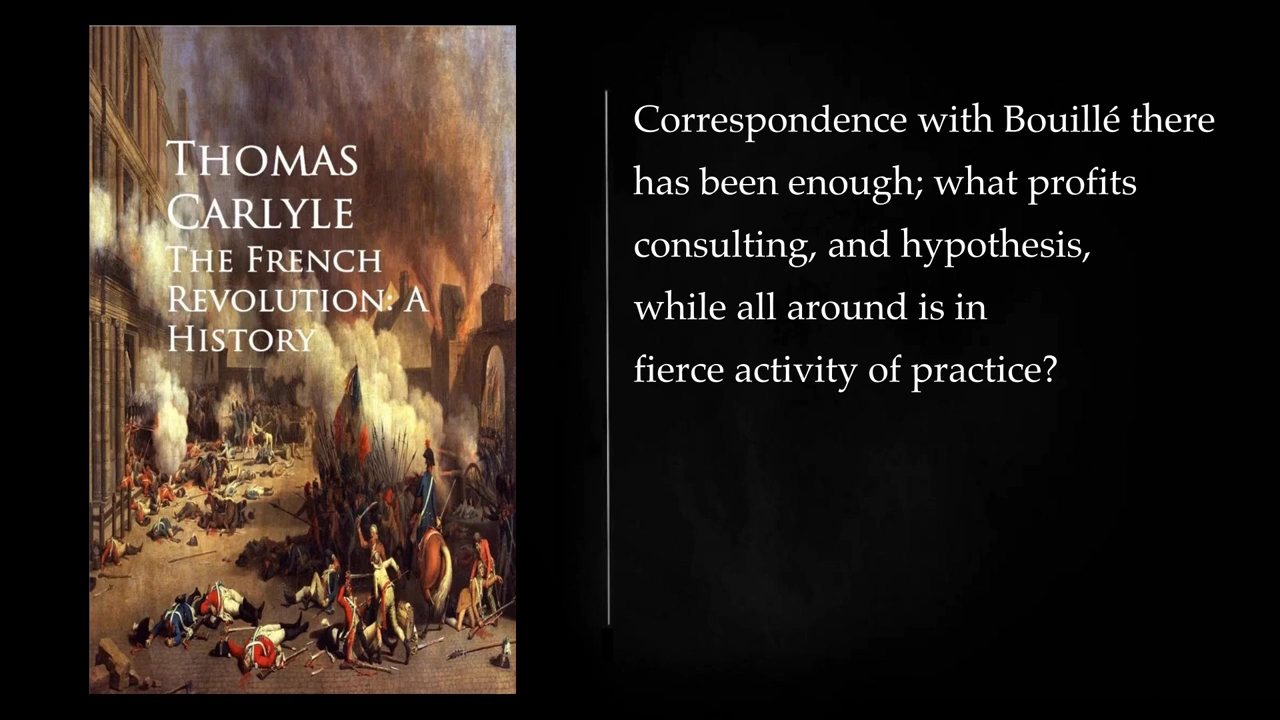 THOMAS
CARLYLE
THE FRENCH
REVOLUTION: A
HISTORY
Correspondence with Bouillé there
has been enough; what profits
consulting, and hypothesis,
while all around is in
fierce activity of practice?